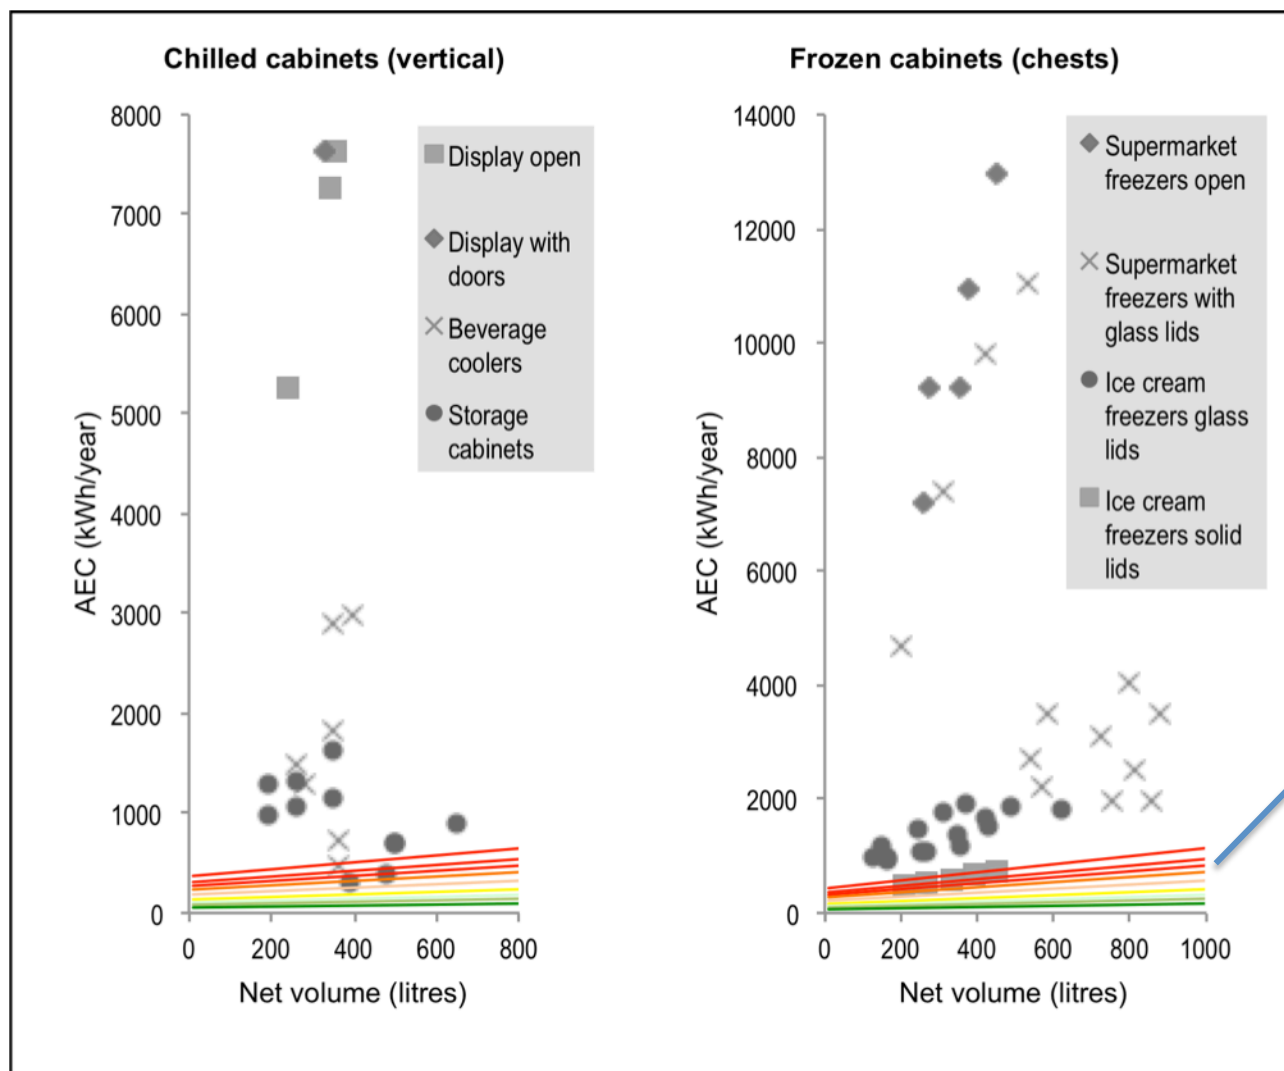 Chilled cabinets (vertical)
8000
7000
6000
5000
4000
3000
2000
1000
0
AEC (kWh/year)
0 200 400 600 800
Net volume (litres)
Display open
Display with
doors
Beverage
coolers
Storage
cabinets
Frozen cabinets (chests)
14000
12000
10000
8000
6000
4000
2000
0
AEC (kWh/year)
0 200 400 600 800 1000
Net volume (litres)
Supermarket
freezers open
Supermarket
freezers with
glass lids
Ice cream
freezers glass
lids
Ice cream
freezers solid
lids